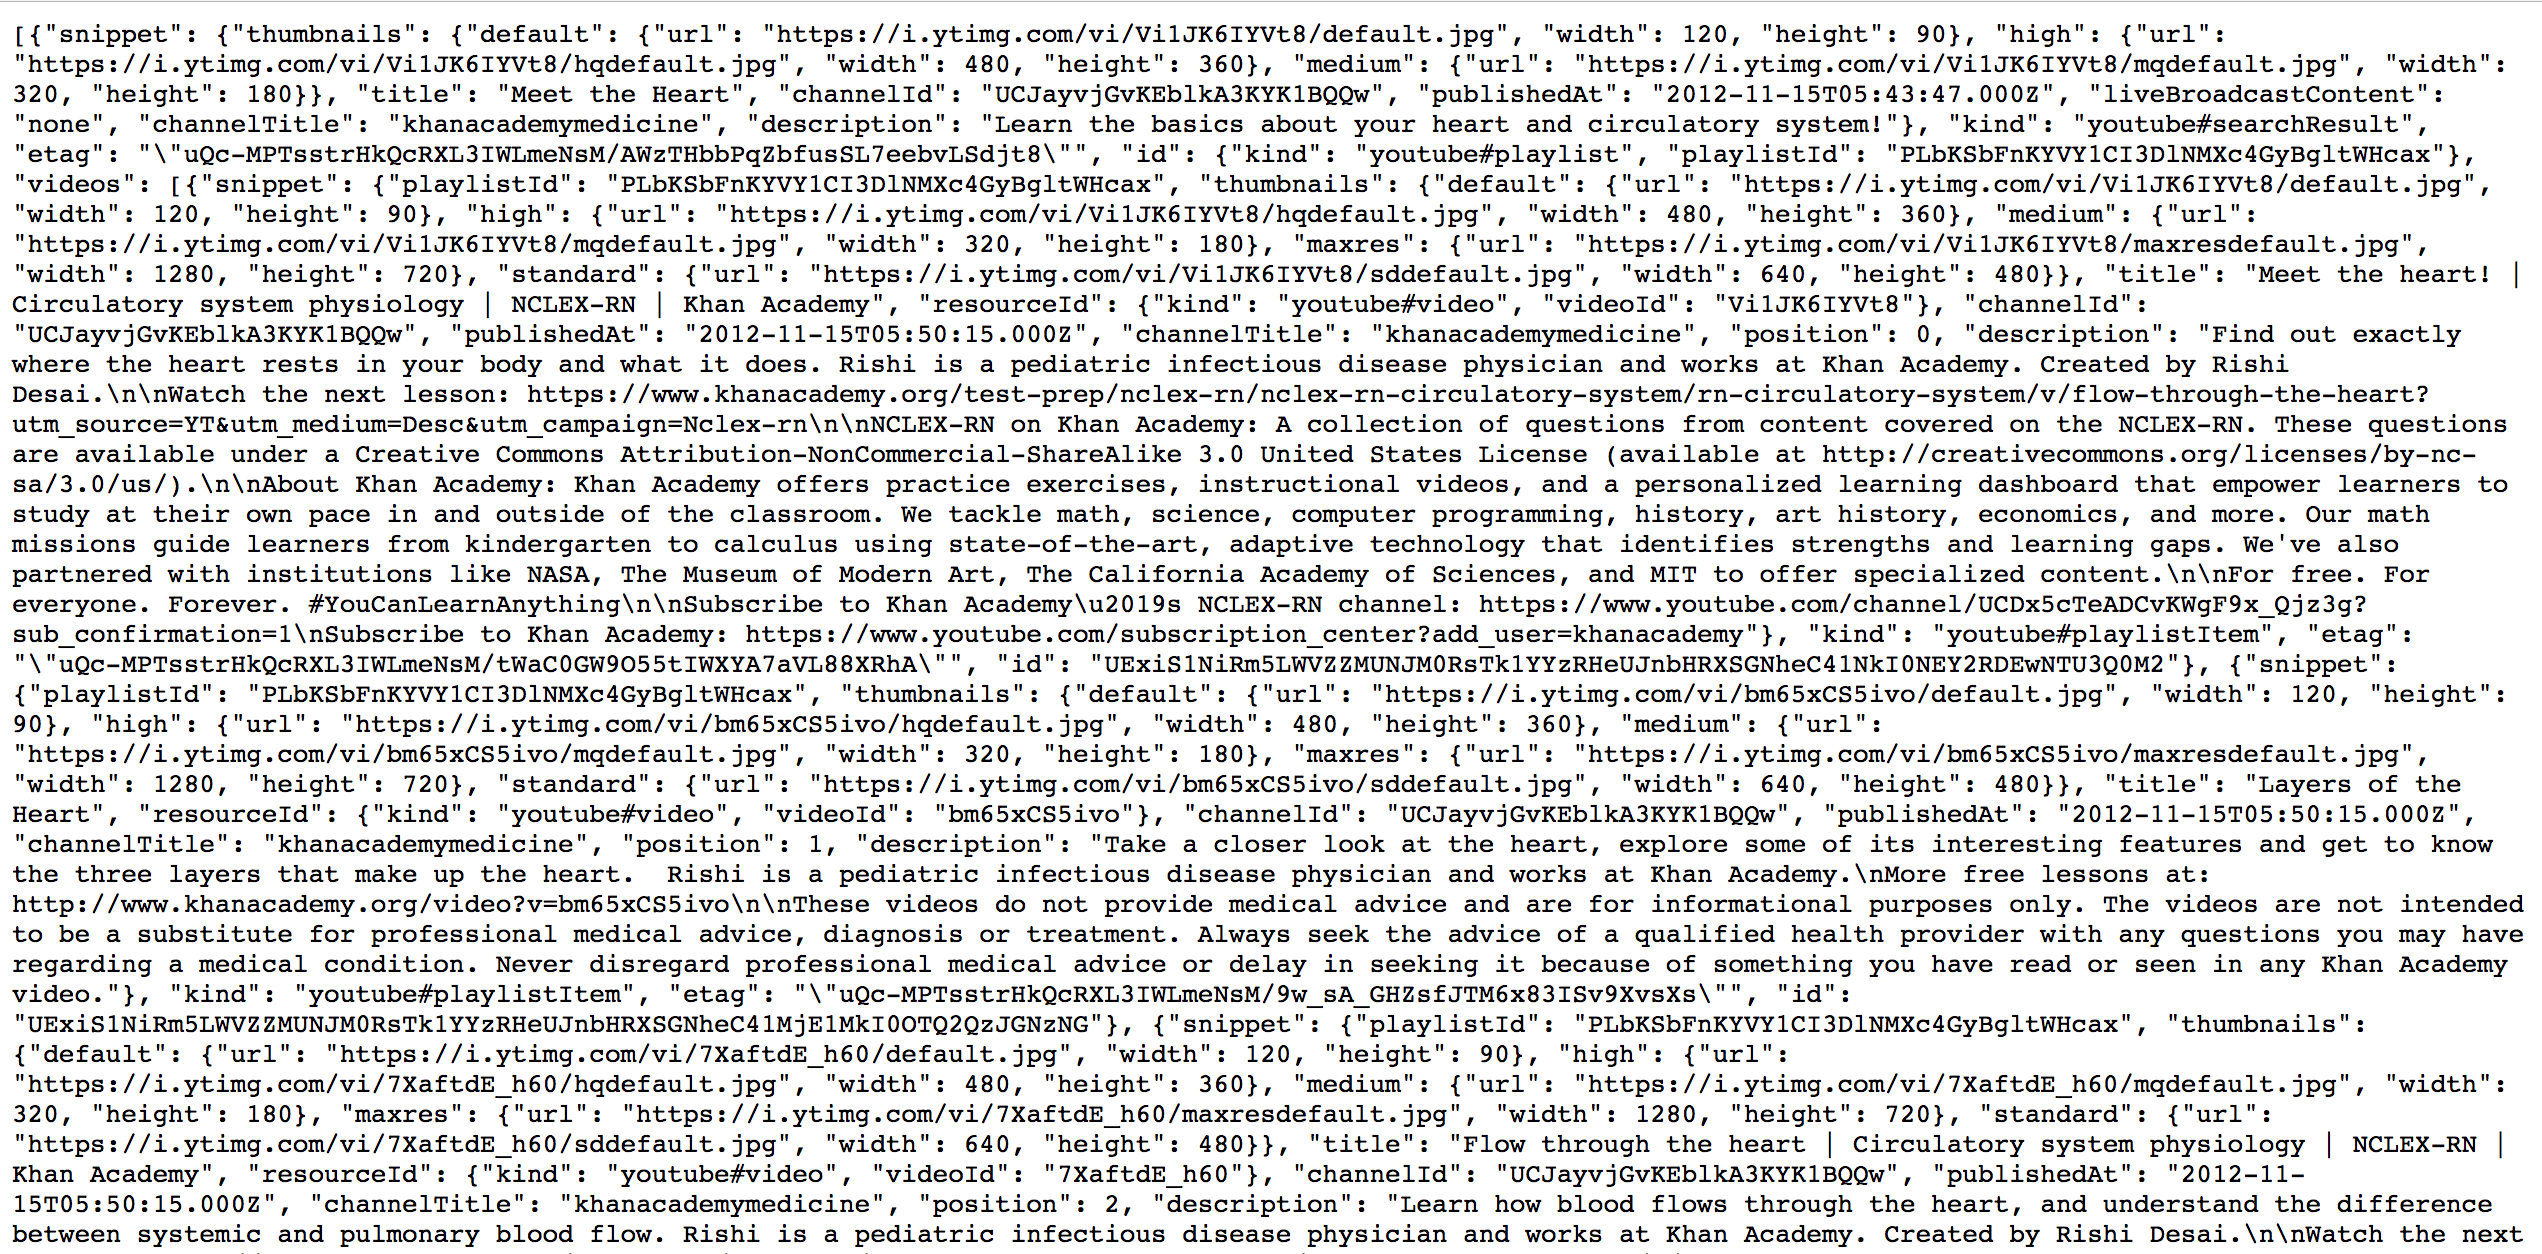 [{"snippet": {"thumbnails": {"default": {"url": "https://i.ytimg.com/vi/Vi1JK6IYVt8/default.jpg", "width": 120, "height": 90}, "high": {"url":
"https://i.ytimg.com/vi/Vi1JK6IYVt8/hqdefault.jpg", "width": 480, "height": 360}, "medium": {"url": "https://i.ytimg.com/vi/Vi1JK6IYVt8/mqdefault.jpg", "width":
320, "height": 180}}, "title": "Meet the Heart", "channelId": "UCJayvjGvKEblkA3KYK1BQQw", "publishedAt": "2012-11-15T05:43:47.000Z", "liveBroadcastContent":
"none", "channelTitle": "khanacademymedicine", "description": "Learn the basics about your heart and circulatory system!"}, "kind": "youtube#searchResult",
"etag": "\"uQc-MPTsstrHkQcRXL3IWLmeNsM/AWzTHbbPqZbfusSL7eebvLSdjt8\"", "id": {"kind": "youtube#playlist", "playlistId": "PLbKSbFnKYVY1CI3DlNMXc4GyBgltWHcax"},
"videos": [{"snippet": {"playlistId": "PLbKSbFnKYVY1CI3DlNMXc4GyBgltWHcax", "thumbnails": {"default": {"url": "https://i.ytimg.com/vi/Vi1JK6IYVt8/default.jpg",
"width": 120, "height": 90}, "high": {"url": "https://i.ytimg.com/vi/Vi1JK6IYVt8/hqdefault.jpg", "width": 480, "height": 360}, "medium": {"url":
"https://i.ytimg.com/vi/Vi1JK6IYVt8/mqdefault.jpg", "width": 320, "height": 180}, "maxres": {"url": "https://i.ytimg.com/vi/Vi1JK6IYVt8/maxresdefault.jpg",
"width": 1280, "height": 720}, "standard": {"url": "https://i.ytimg.com/vi/Vi1JK6IYVt8/sddefault.jpg", "width": 640, "height": 480}}, "title": "Meet the heart! |
Circulatory system physiology | NCLEX-RN | Khan Academy", "resourceId": {"kind": "youtube#video", "videoId": "Vi1JK6IYVt8"}, "channelId":
"UCJayvjGvKEblkA3KYK1BQQw", "publishedAt": "2012-11-15T05:50:15.000Z", "channelTitle": "khanacademymedicine", "position": 0, "description": "Find out exactly
where the heart rests in your body and what it does. Rishi is a pediatric infectious disease physician and works at Khan Academy. Created by Rishi
Desai.\n\nWatch the next lesson: https://www.khanacademy.org/test-prep/nclex-rn/nclex-rn-circulatory-system/rn-circulatory-system/v/flow-through-the-heart?
utm_source=YT&utm_medium=Desc&utm_campaign=Nclex-rn\n\nNCLEX-RN on Khan Academy: A collection of questions from content covered on the NCLEX-RN. These questions
are available under a Creative Commons Attribution-NonCommercial-ShareAlike 3.0 United States License (available at http://creativecommons.org/licenses/by-nc-
sa/3.0/us/).\n\nAbout Khan Academy: Khan Academy offers practice exercises, instructional videos, and a personalized learning dashboard that empower learners to
study at their own pace in and outside of the classroom. We tackle math, science, computer programming, history, art history, economics, and more. Our math
missions guide learners from kindergarten to calculus using state-of-the-art, adaptive technology that identifies strengths and learning gaps. We've also
partnered with institutions like NASA, The Museum of Modern Art, The California Academy of Sciences, and MIT to offer specialized content.\n\nFor free. For
everyone. Forever. #YouCanLearnAnything\n\nSubscribe to Khan Academy\u2019s NCLEX-RN channel: https://www.youtube.com/channel/UCDx5cTeADCvKWgF9x_Qjz3g?
sub_confirmation=1\nSubscribe to Khan Academy: https://www.youtube.com/subscription_center?add_user=khanacademy"}, "kind": "youtube#playlistItem", "etag":
"\"uQc-MPTsstrHkQcRXL3IWLmeNsM/tWaC0GW9O55tIWXYA7aVL88XRhA\"", "id": "UExiS1NiRm5LWVZZMUNJM0RsTk1YYzRHeUJnbHRXSGNheC41NkI0NEY2RDEwNTU3Q0M2"}, {"snippet":
{"playlistId": "PLbKSbFnKYVY1CI3DlNMXc4GyBgltWHcax", "thumbnails": {"default": {"url": "https://i.ytimg.com/vi/bm65xCS5ivo/default.jpg", "width": 120, "height":
90}, "high": {"url": "https://i.ytimg.com/vi/bm65xCS5ivo/hqdefault.jpg", "width": 480, "height": 360}, "medium": {"url":
"https://i.ytimg.com/vi/bm65xCS5ivo/mqdefault.jpg", "width": 320, "height": 180}, "maxres": {"url": "https://i.ytimg.com/vi/bm65xCS5ivo/maxresdefault.jpg",
"width": 1280, "height": 720}, "standard": {"url": "https://i.ytimg.com/vi/bm65xCS5ivo/sddefault.jpg", "width": 640, "height": 480}}, "title": "Layers of the
Heart", "resourceId": {"kind": "youtube#video", "videoId": "bm65xCS5ivo"}, "channelId": "UCJayvjGvKEblkA3KYK1BQQw", "publishedAt": "2012-11-15T05:50:15.000Z",
"channelTitle": "khanacademymedicine", "position": 1, "description": "Take a closer look at the heart, explore some of its interesting features and get to know
the three layers that make up the heart.  Rishi is a pediatric infectious disease physician and works at Khan Academy.\nMore free lessons at:
http://www.khanacademy.org/video?v=bm65xCS5ivo\n\nThese videos do not provide medical advice and are for informational purposes only. The videos are not intended
to be a substitute for professional medical advice, diagnosis or treatment. Always seek the advice of a qualified health provider with any questions you may have
regarding a medical condition. Never disregard professional medical advice or delay in seeking it because of something you have read or seen in any Khan Academy
video."}, "kind": "youtube#playlistItem", "etag": "\"uQc-MPTsstrHkQcRXL3IWLmeNsM/9w_sA_GHZsfJTM6x83ISv9XvsXs\"", "id":
"UExiS1NiRm5LWVZZMUNJM0RsTk1YYzRHeUJnbHRXSGNheC41MjE1MkI0OTQ2QzJGNzNG"}, {"snippet": {"playlistId": "PLbKSbFnKYVY1CI3DlNMXc4GyBgltWHcax", "thumbnails":
{"default": {"url": "https://i.ytimg.com/vi/7XaftdE_h60/default.jpg", "width": 120, "height": 90}, "high": {"url":
"https://i.ytimg.com/vi/7XaftdE_h60/hqdefault.jpg", "width": 480, "height": 360}, "medium": {"url": "https://i.ytimg.com/vi/7XaftdE_h60/mqdefault.jpg", "width":
320, "height": 180}, "maxres": {"url": "https://i.ytimg.com/vi/7XaftdE_h60/maxresdefault.jpg", "width": 1280, "height": 720}, "standard": {"url":
"https://i.ytimg.com/vi/7XaftdE_h60/sddefault.jpg", "width": 640, "height": 480}}, "title": "Flow through the heart | Circulatory system physiology | NCLEX-RN |
Khan Academy", "resourceId": {"kind": "youtube#video", "videoId": "7XaftdE_h60"}, "channelId": "UCJayvjGvKEblkA3KYK1BQQw", "publishedAt": "2012-11-
15T05:50:15.000Z", "channelTitle": "khanacademymedicine", "position": 2, "description": "Learn how blood flows through the heart, and understand the difference
between systemic and pulmonary blood flow. Rishi is a pediatric infectious disease physician and works at Khan Academy. Created by Rishi Desai.\n\nWatch the next